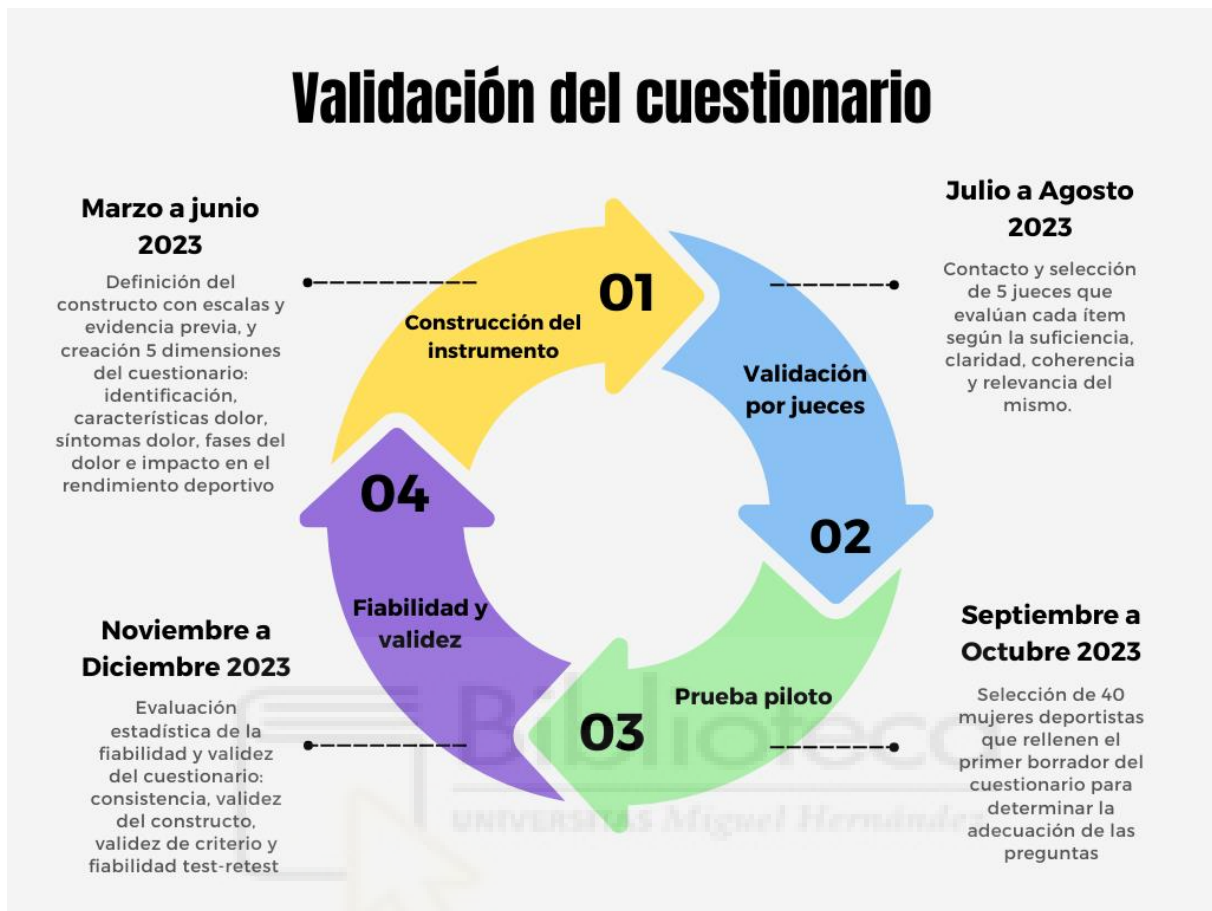 Validación del cuestionario
Marzo a junio
2023
Definición del
constructo con escalas y
evidencia previa, y
creación 5 dimensiones
del cuestionario:
identificación,
características dolor,
síntomas dolor, fases del
dolor e impacto en el
rendimiento deportivo
01
Construcción del
instrumento
Julio a Agosto
2023
Contacto y selección
de 5 jueces que
evalúan cada ítem
según la suficiencia,
claridad, coherencia
y relevancia del
mismo.
Validación
por jueces
02
Septiembre a
Octubre 2023
Selección de 40
mujeres deportistas
que rellenen el
primer borrador del
cuestionario para
determinar la
adecuación de las
preguntas
Prueba piloto
03
04
Fiabilidad y
validez
Noviembre a
Diciembre 2023
Evaluación
estadística de la
fiabilidad y validez
del cuestionario:
consistencia, validez
del constructo,
validez de criterio y
fiabilidad test-retest
Biblioteca
UNIVERSITAS Miguel Hernández